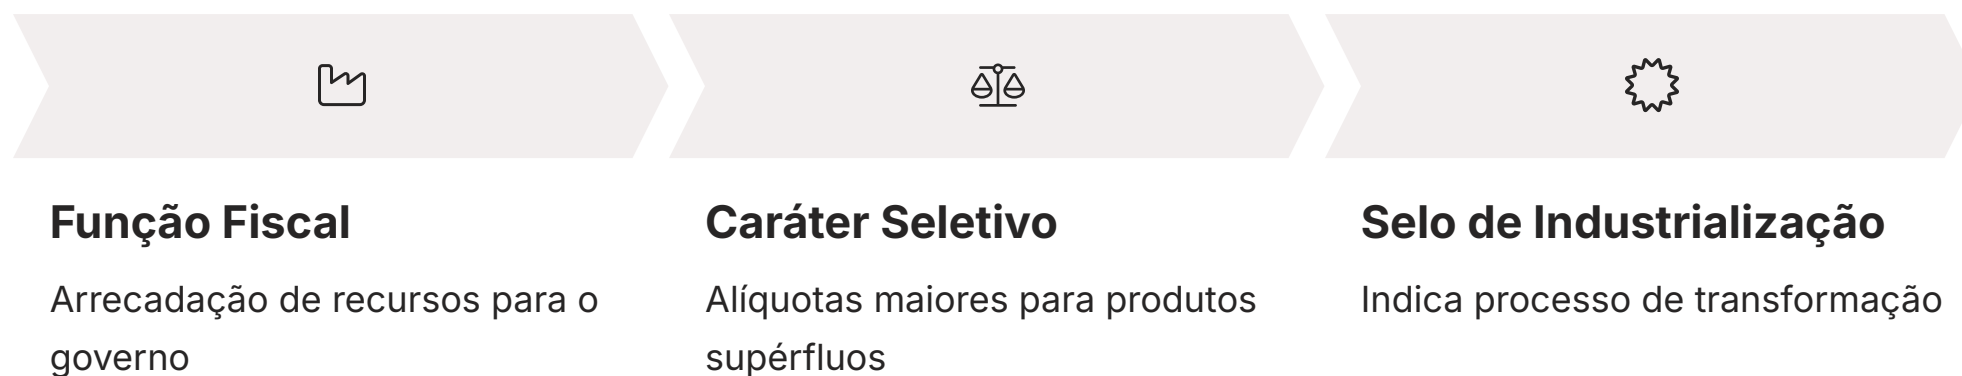 Função Fiscal
Arrecadação de recursos para o
governo
Caráter Seletivo
Alíquotas maiores para produtos
supérfluos
Selo de Industrialização
Indica processo de transformação